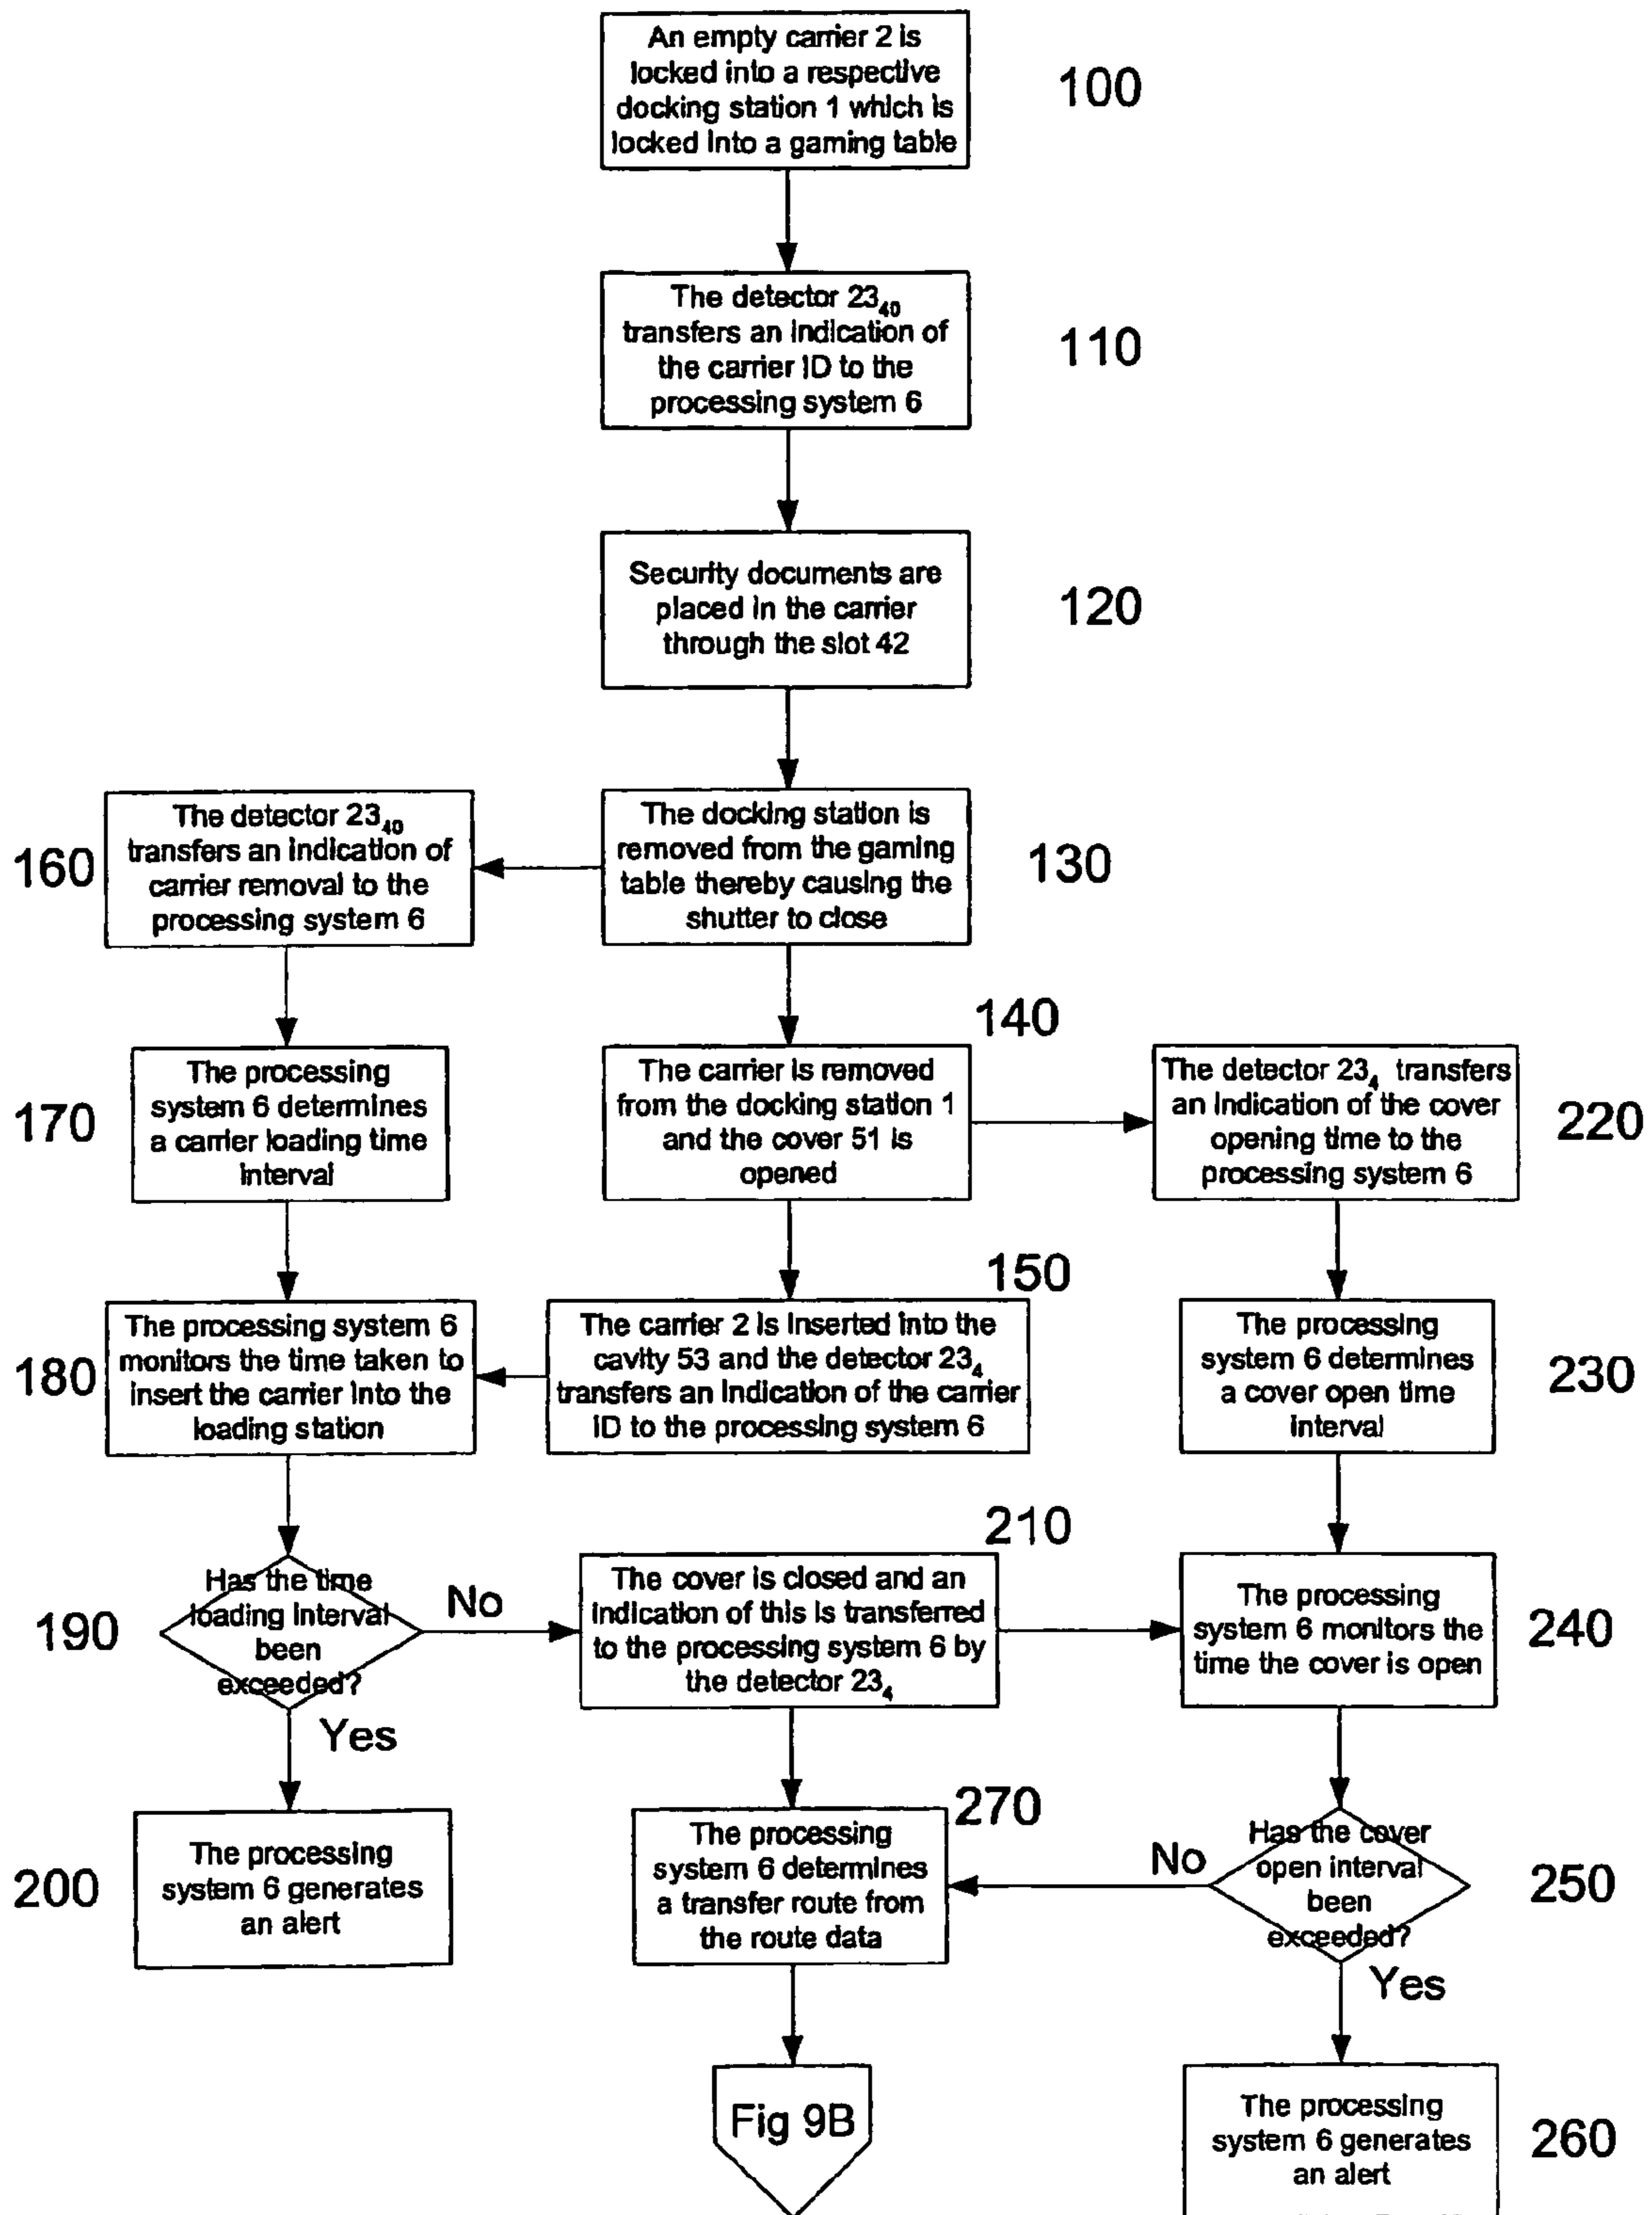 An empty carrier 2 is
locked into a respective
docking station 1 which is
locked into a gaming table
100
The detector 23₄₀
transfers an indication of
the carrier ID to the
processing system 6
110
Security documents are
placed in the carrier
through the slot 42
120
The detector 23₄₀
transfers an indication of
carrier removal to the
processing system 6
160
The docking station is
removed from the gaming
table thereby causing the
shutter to close
130
170
The processing
system 6 determines
a carrier loading time
interval
140
The carrier is removed
from the docking station 1
and the cover 51 is
opened
The detector 23₄ transfers
an indication of the cover
opening time to the
processing system 6
220
180
The processing system 6
monitors the time taken to
insert the carrier into the
loading station
150
The carrier 2 is inserted into the
cavity 53 and the detector 23₄
transfers an indication of the carrier
ID to the processing system 6
The processing
system 6 determines
a cover open time
interval
230
190
Has the time
loading interval
been
exceeded?
No
Yes
210
The cover is closed and an
indication of this is transferred
to the processing system 6 by
the detector 23₄
The processing
system 6 monitors the
time the cover is open
240
200
The processing
system 6 generates
an alert
270
The processing
system 6 determines
a transfer route from
the route data
No
Has the cover
open interval
been
exceeded?
250
Yes
Fig 9B
The processing
system 6 generates
an alert
260